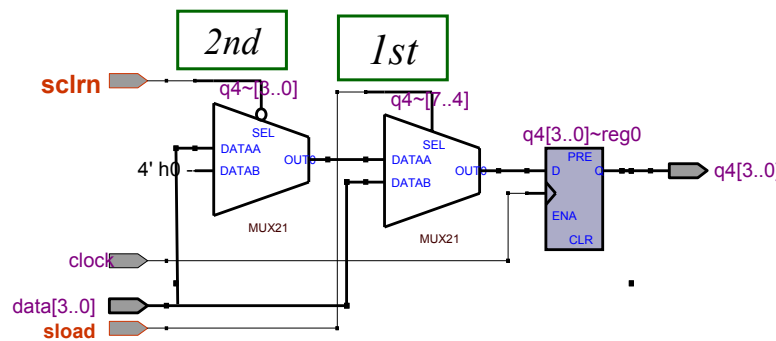 2nd
1st
sclrn
q4~[3..0]
q4~[7..4]
SEL
DATAA
OUT0
4' h0
DATAB
MUX21
SEL
DATAA
DATAB
OUT0
MUX21
q4[3..0]~reg0
PRE
D
Q
ENA
CLR
q4[3..0]
clock
data[3..0]
sload